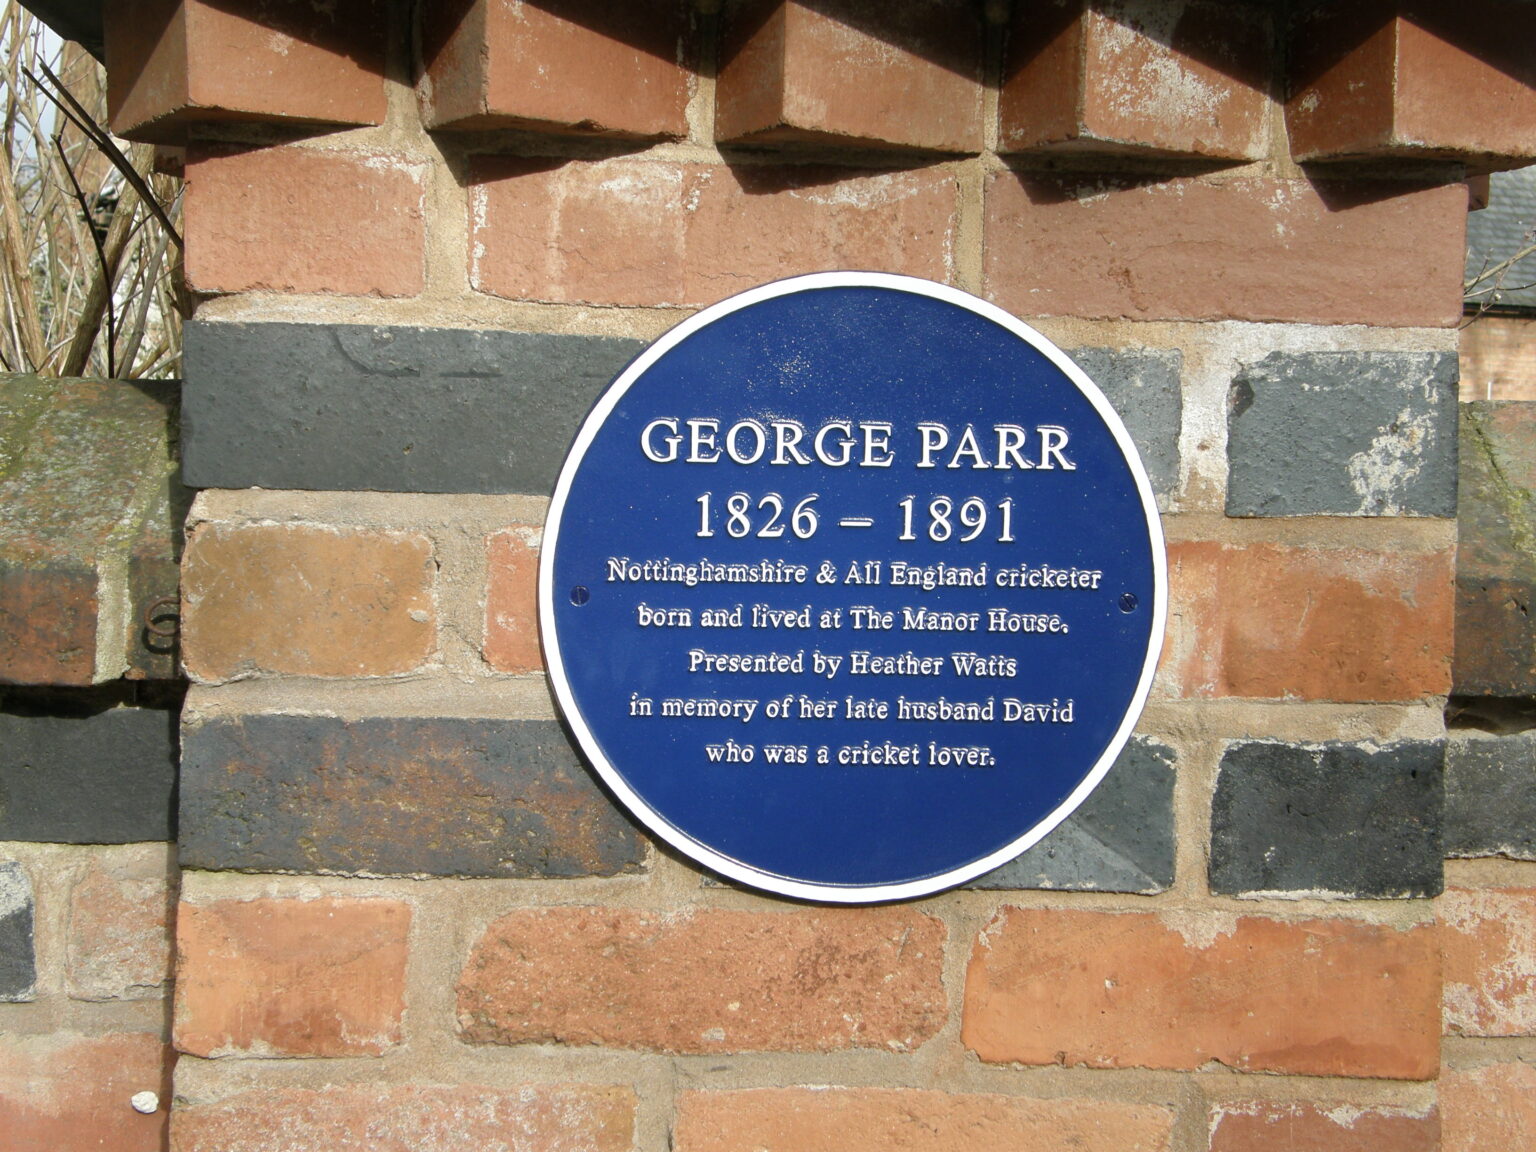 GEORGE PARR
1826 – 1891
Nottinghamshire & All England cricketer
born and lived at The Manor House.
Presented by Heather Watts
in memory of her late husband David
who was a cricket lover.